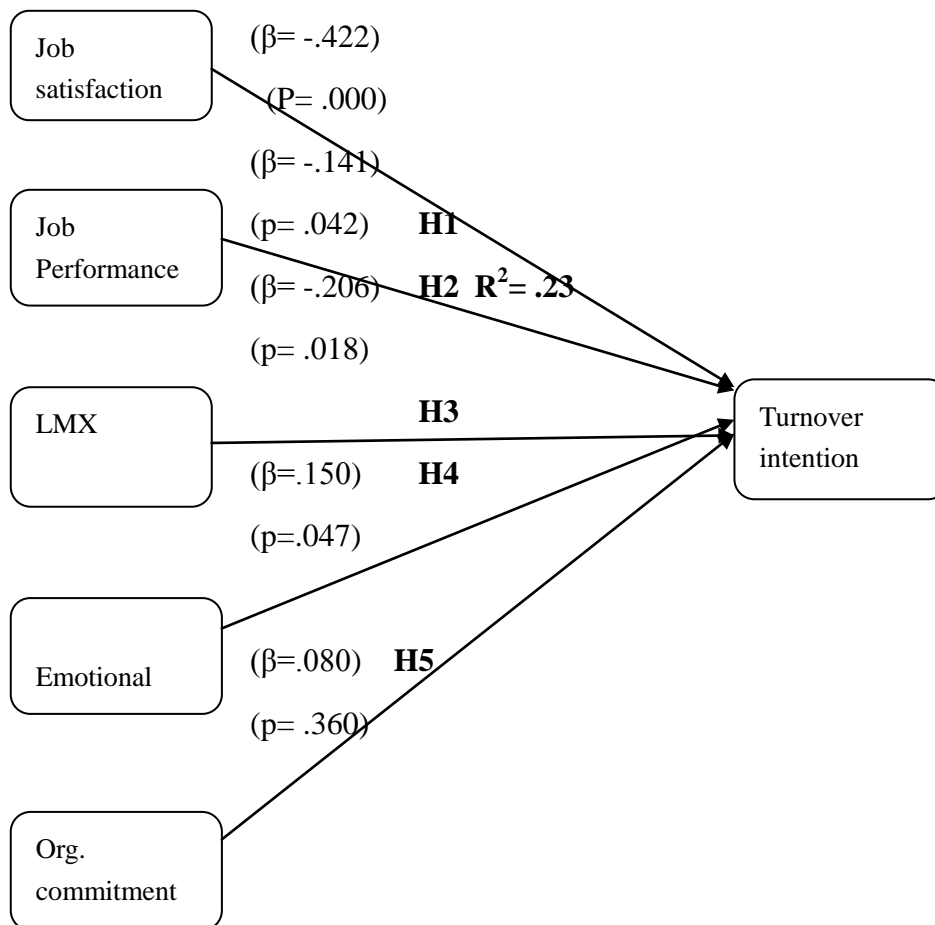 Job
satisfaction
(β= -.422)
(P= .000)
(β= -.141)
Job
Performance
(p= .042) H1
(β= -.206) H2 R²= .23
(p= .018)
LMX
H3
(β=.150) H4
(p=.047)
Turnover
intention
Emotional
(β=.080) H5
(p= .360)
Org.
commitment